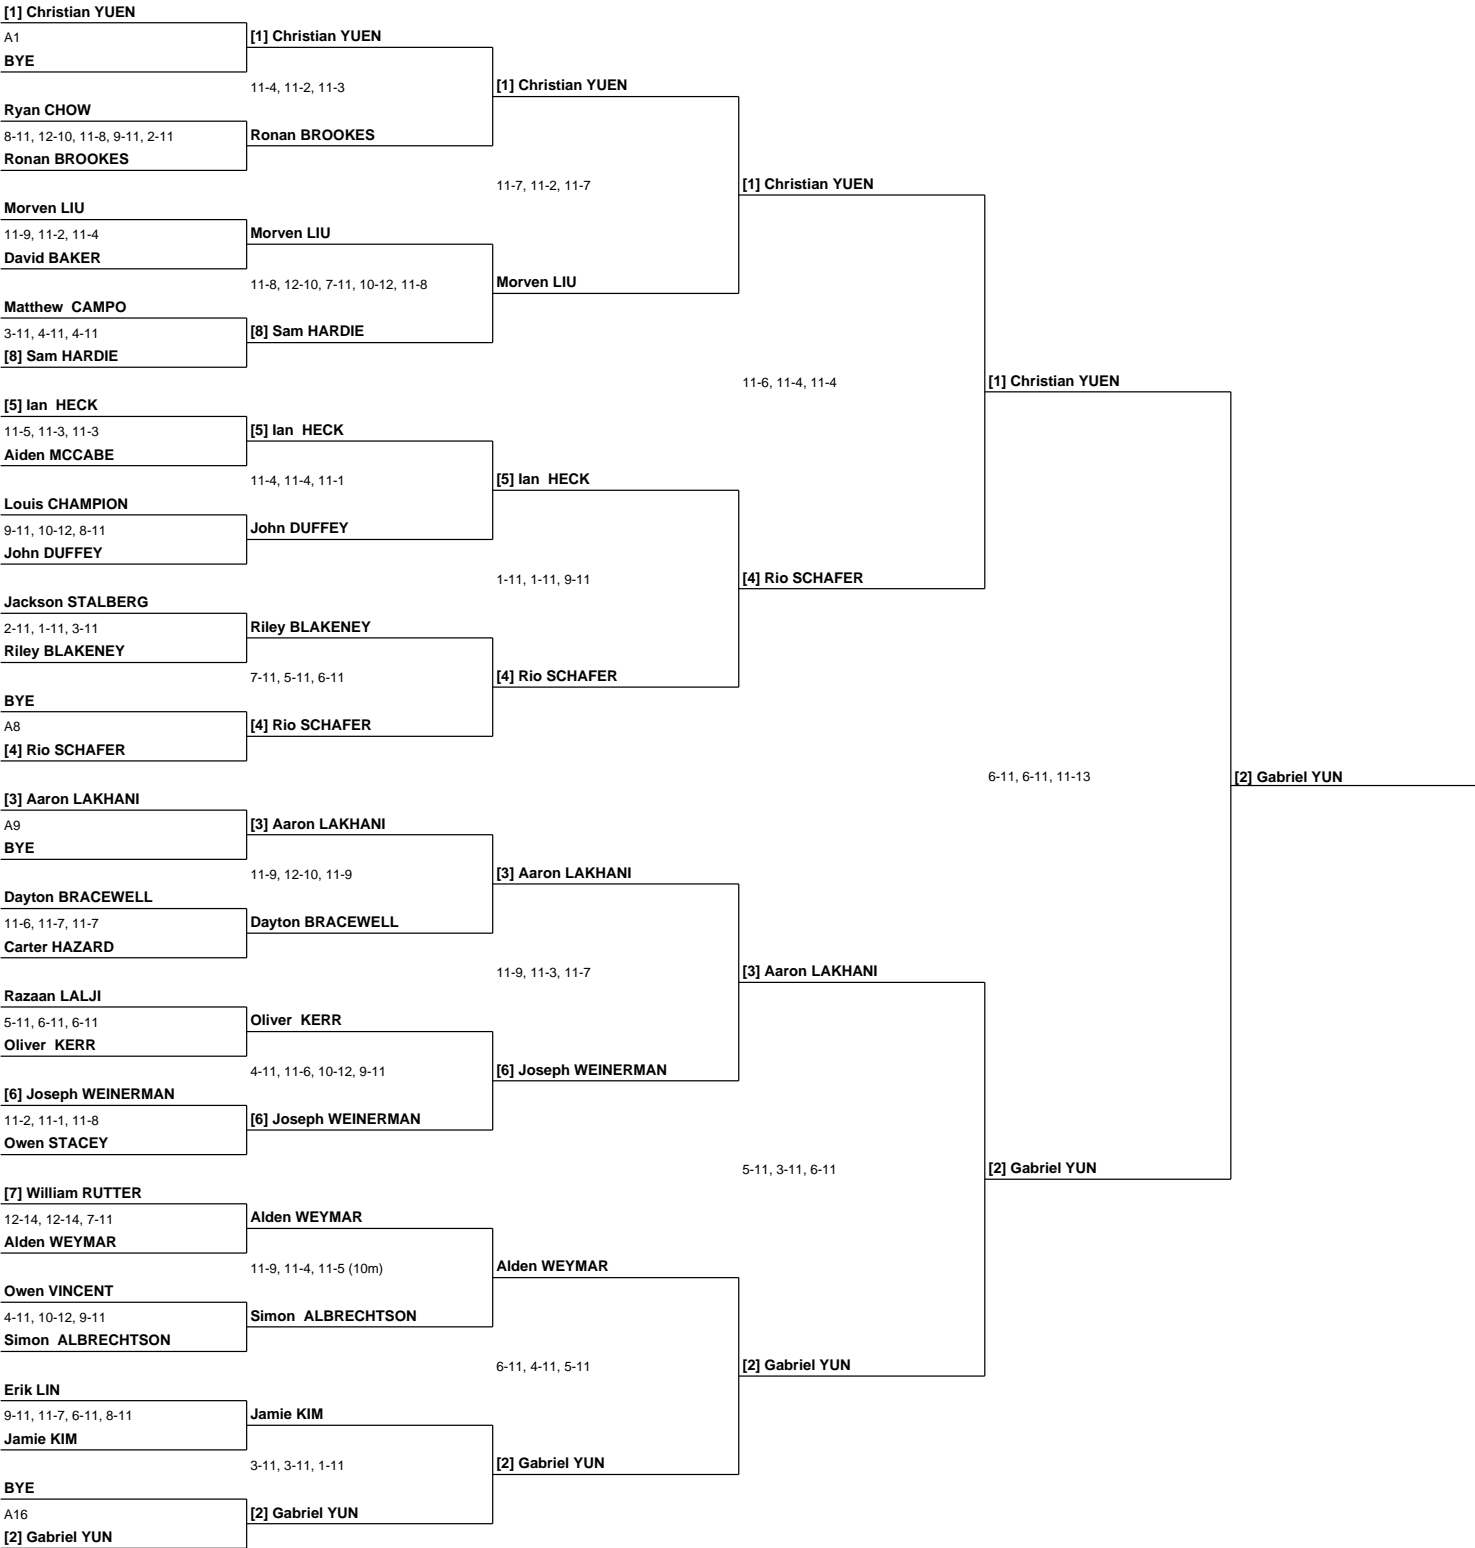 [1] Christian YUEN
A1
[1] Christian YUEN
BYE
11-4, 11-2, 11-3
[1] Christian YUEN
Ryan CHOW
8-11, 12-10, 11-8, 9-11, 2-11
Ronan BROOKES
Ronan BROOKES
11-7, 11-2, 11-7
[1] Christian YUEN
Morven LIU
11-9, 11-2, 11-4
Morven LIU
David BAKER
11-8, 12-10, 7-11, 10-12, 11-8
Morven LIU
Matthew CAMPO
3-11, 4-11, 4-11
[8] Sam HARDIE
[8] Sam HARDIE
11-6, 11-4, 11-4
[1] Christian YUEN
[5] Ian HECK
11-5, 11-3, 11-3
[5] Ian HECK
Aiden MCCABE
11-4, 11-4, 11-1
[5] Ian HECK
Louis CHAMPION
9-11, 10-12, 8-11
John DUFFEY
John DUFFEY
1-11, 1-11, 9-11
[4] Rio SCHAFER
Jackson STALBERG
2-11, 1-11, 3-11
Riley BLAKENEY
Riley BLAKENEY
7-11, 5-11, 6-11
[4] Rio SCHAFER
BYE
A8
[4] Rio SCHAFER
[4] Rio SCHAFER
6-11, 6-11, 11-13
[2] Gabriel YUN
[3] Aaron LAKHANI
A9
[3] Aaron LAKHANI
BYE
11-9, 12-10, 11-9
[3] Aaron LAKHANI
Dayton BRACEWELL
11-6, 11-7, 11-7
Dayton BRACEWELL
Carter HAZARD
11-9, 11-3, 11-7
[3] Aaron LAKHANI
Razaan LALJI
5-11, 6-11, 6-11
Oliver KERR
Oliver KERR
4-11, 11-6, 10-12, 9-11
[6] Joseph WEINERMAN
[6] Joseph WEINERMAN
11-2, 11-1, 11-8
[6] Joseph WEINERMAN
Owen STACEY
5-11, 3-11, 6-11
[2] Gabriel YUN
[7] William RUTTER
12-14, 12-14, 7-11
Alden WEYMAR
Alden WEYMAR
11-9, 11-4, 11-5 (10m)
Alden WEYMAR
Owen VINCENT
4-11, 10-12, 9-11
Simon ALBRECHTSON
Simon ALBRECHTSON
6-11, 4-11, 5-11
[2] Gabriel YUN
Erik LIN
9-11, 11-7, 6-11, 8-11
Jamie KIM
Jamie KIM
3-11, 3-11, 1-11
[2] Gabriel YUN
BYE
A16
[2] Gabriel YUN
[2] Gabriel YUN